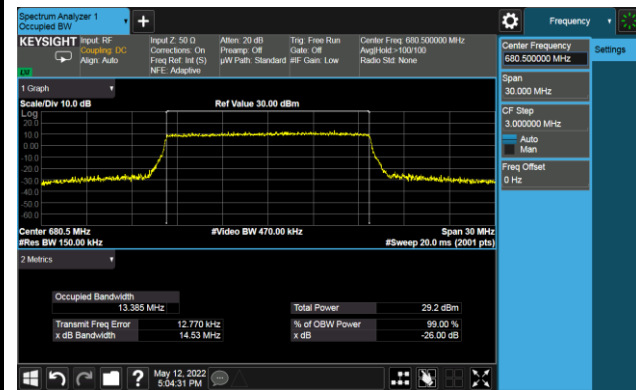 Spectrum Analyzer 1
Occupied BW
+
Frequency
KEYSIGHT
Input: RF
Coupling: DC
Align: Auto
Input Z: 50 Ω
Corrections: On
Freq Ref: Int (S)
NFE: Adaptive
Atten: 20 dB
Preamp: Off
µW Path: Standard
Trig: Free Run
Gate: Off
#IF Gain: Low
Center Freq: 680.500000 MHz
Avg|Hold:>100/100
Radio Std: None
Center Frequency
680.500000 MHz
Settings
Span
30.000 MHz
CF Step
3.000000 MHz
Auto
Man
Freq Offset
0 Hz
1 Graph
Scale/Div 10.0 dB
Ref Value 30.00 dBm
Log
20.0
10.0
0.00
-10.0
-20.0
-30.0
-40.0
-50.0
-60.0
Center 680.5 MHz
#Video BW 470.00 kHz
Span 30 MHz
#Res BW 150.00 kHz
#Sweep 20.0 ms (2001 pts)
2 Metrics
Occupied Bandwidth
13.385 MHz
Total Power 29.2 dBm
Transmit Freq Error 12.770 kHz
% of OBW Power 99.00 %
x dB Bandwidth 14.53 MHz
x dB -26.00 dB
?
May 12, 2022
5:04:31 PM